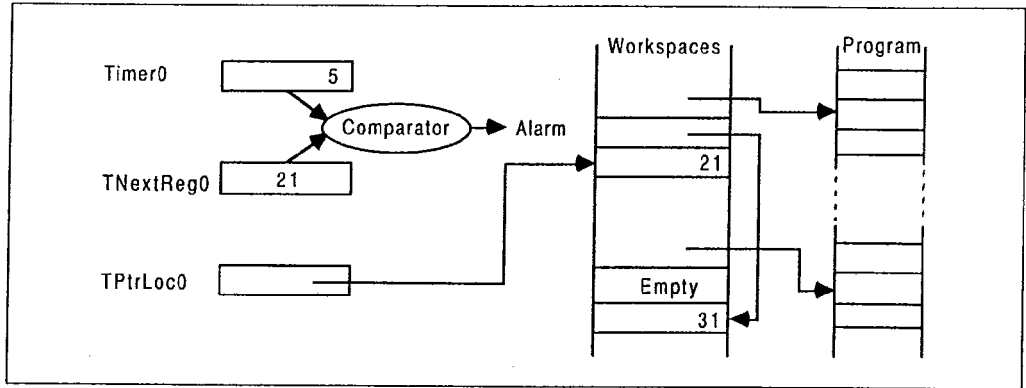 Workspaces
Program
Timer0
5
Comparator
Alarm
21
TNextReg0
21
TPtrLoc0
Empty
31